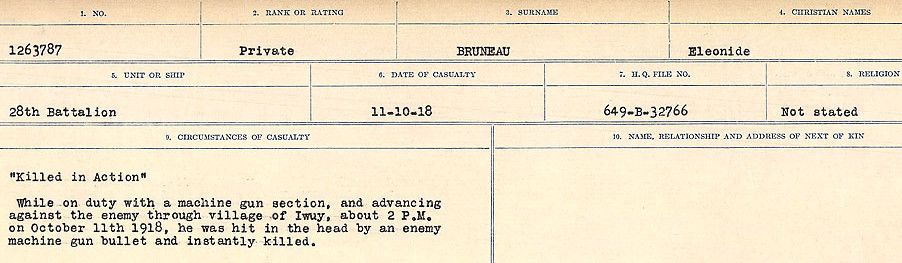 1. NO. 2. RANK OR RATING 3. SURNAME 4. CHRISTIAN NAMES
1263787 Private BRUNEAU Eleonide
5. UNIT OR SHIP 6. DATE OF CASUALTY 7. H. Q. FILE NO. 8. RELIGION
28th Battalion 11-10-18 649-B-32766 Not stated
9. CIRCUMSTANCES OF CASUALTY 10. NAME, RELATIONSHIP AND ADDRESS OF NEXT OF KIN
"Killed in Action"
While on duty with a machine gun section, and advancing
against the enemy through village of Iwuy, about 2 P.M.
on October 11th 1918, he was hit in the head by an enemy
machine gun bullet and instantly killed.